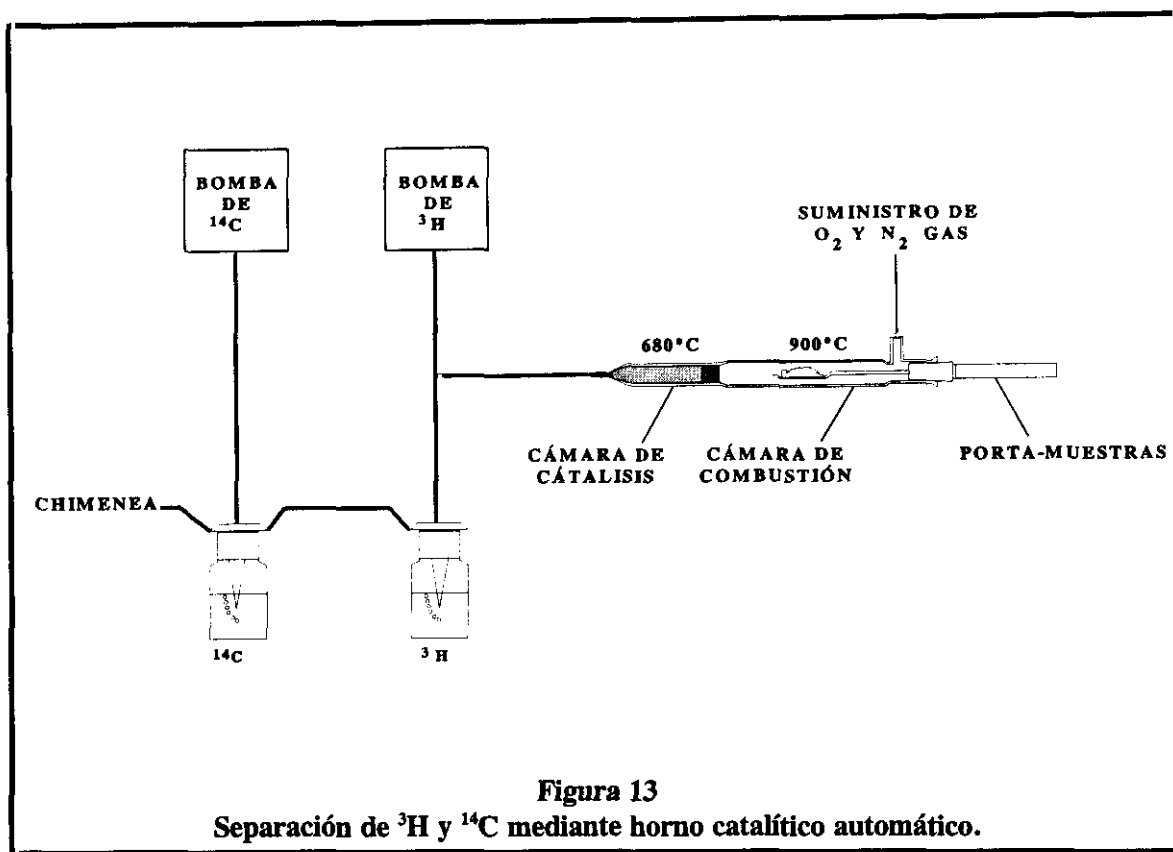 BOMBA
DE
¹⁴C
BOMBA
DE
³H
SUMINISTRO DE
O₂ Y N₂ GAS
680°C
900°C
CÁMARA DE
CÁTALISIS
CÁMARA DE
COMBUSTIÓN
PORTA-MUESTRAS
CHIMENEA
¹⁴C
³H
Figura 13
Separación de ³H y ¹⁴C mediante horno catalítico automático.